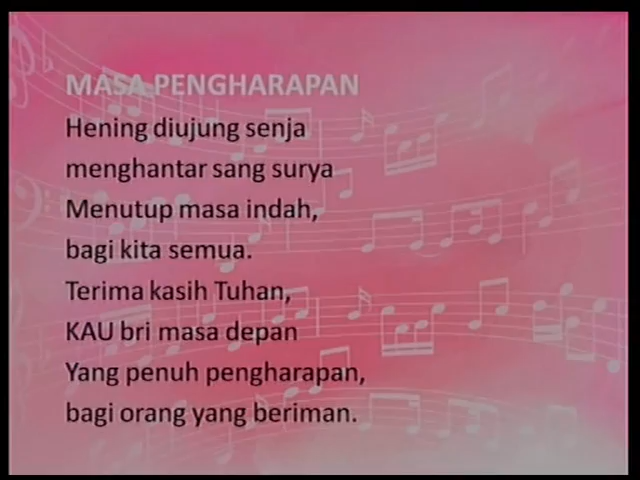 MASA PENGHARAPAN
Hening diujung senja
menghantar sang surya
Menutup masa indah,
bagi kita semua.
Terima kasih Tuhan,
KAU bri masa depan
Yang penuh pengharapan,
bagi orang yang beriman.